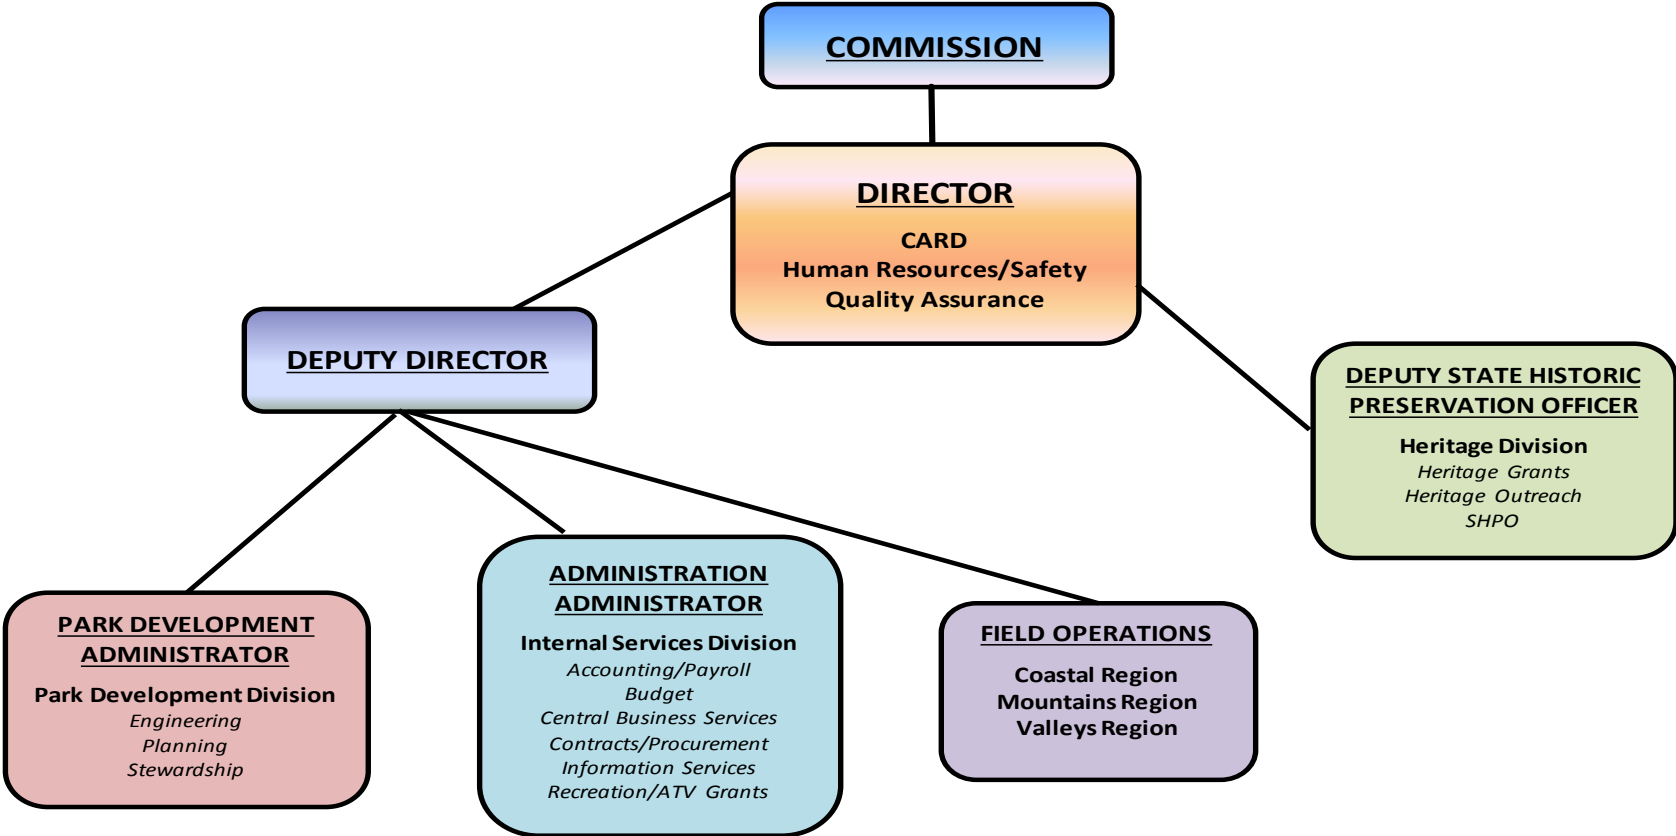 COMMISSION
DIRECTOR
CARD
Human Resources/Safety
Quality Assurance
DEPUTY DIRECTOR
DEPUTY STATE HISTORIC
PRESERVATION OFFICER
Heritage Division
Heritage Grants
Heritage Outreach
SHPO
PARK DEVELOPMENT
ADMINISTRATOR
Park Development Division
Engineering
Planning
Stewardship
ADMINISTRATION
ADMINISTRATOR
Internal Services Division
Accounting/Payroll
Budget
Central Business Services
Contracts/Procurement
Information Services
Recreation/ATV Grants
FIELD OPERATIONS
Coastal Region
Mountains Region
Valleys Region